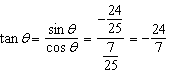 tan θ = sin θ / cos θ = (−24/25) / (7/25) = −24/7